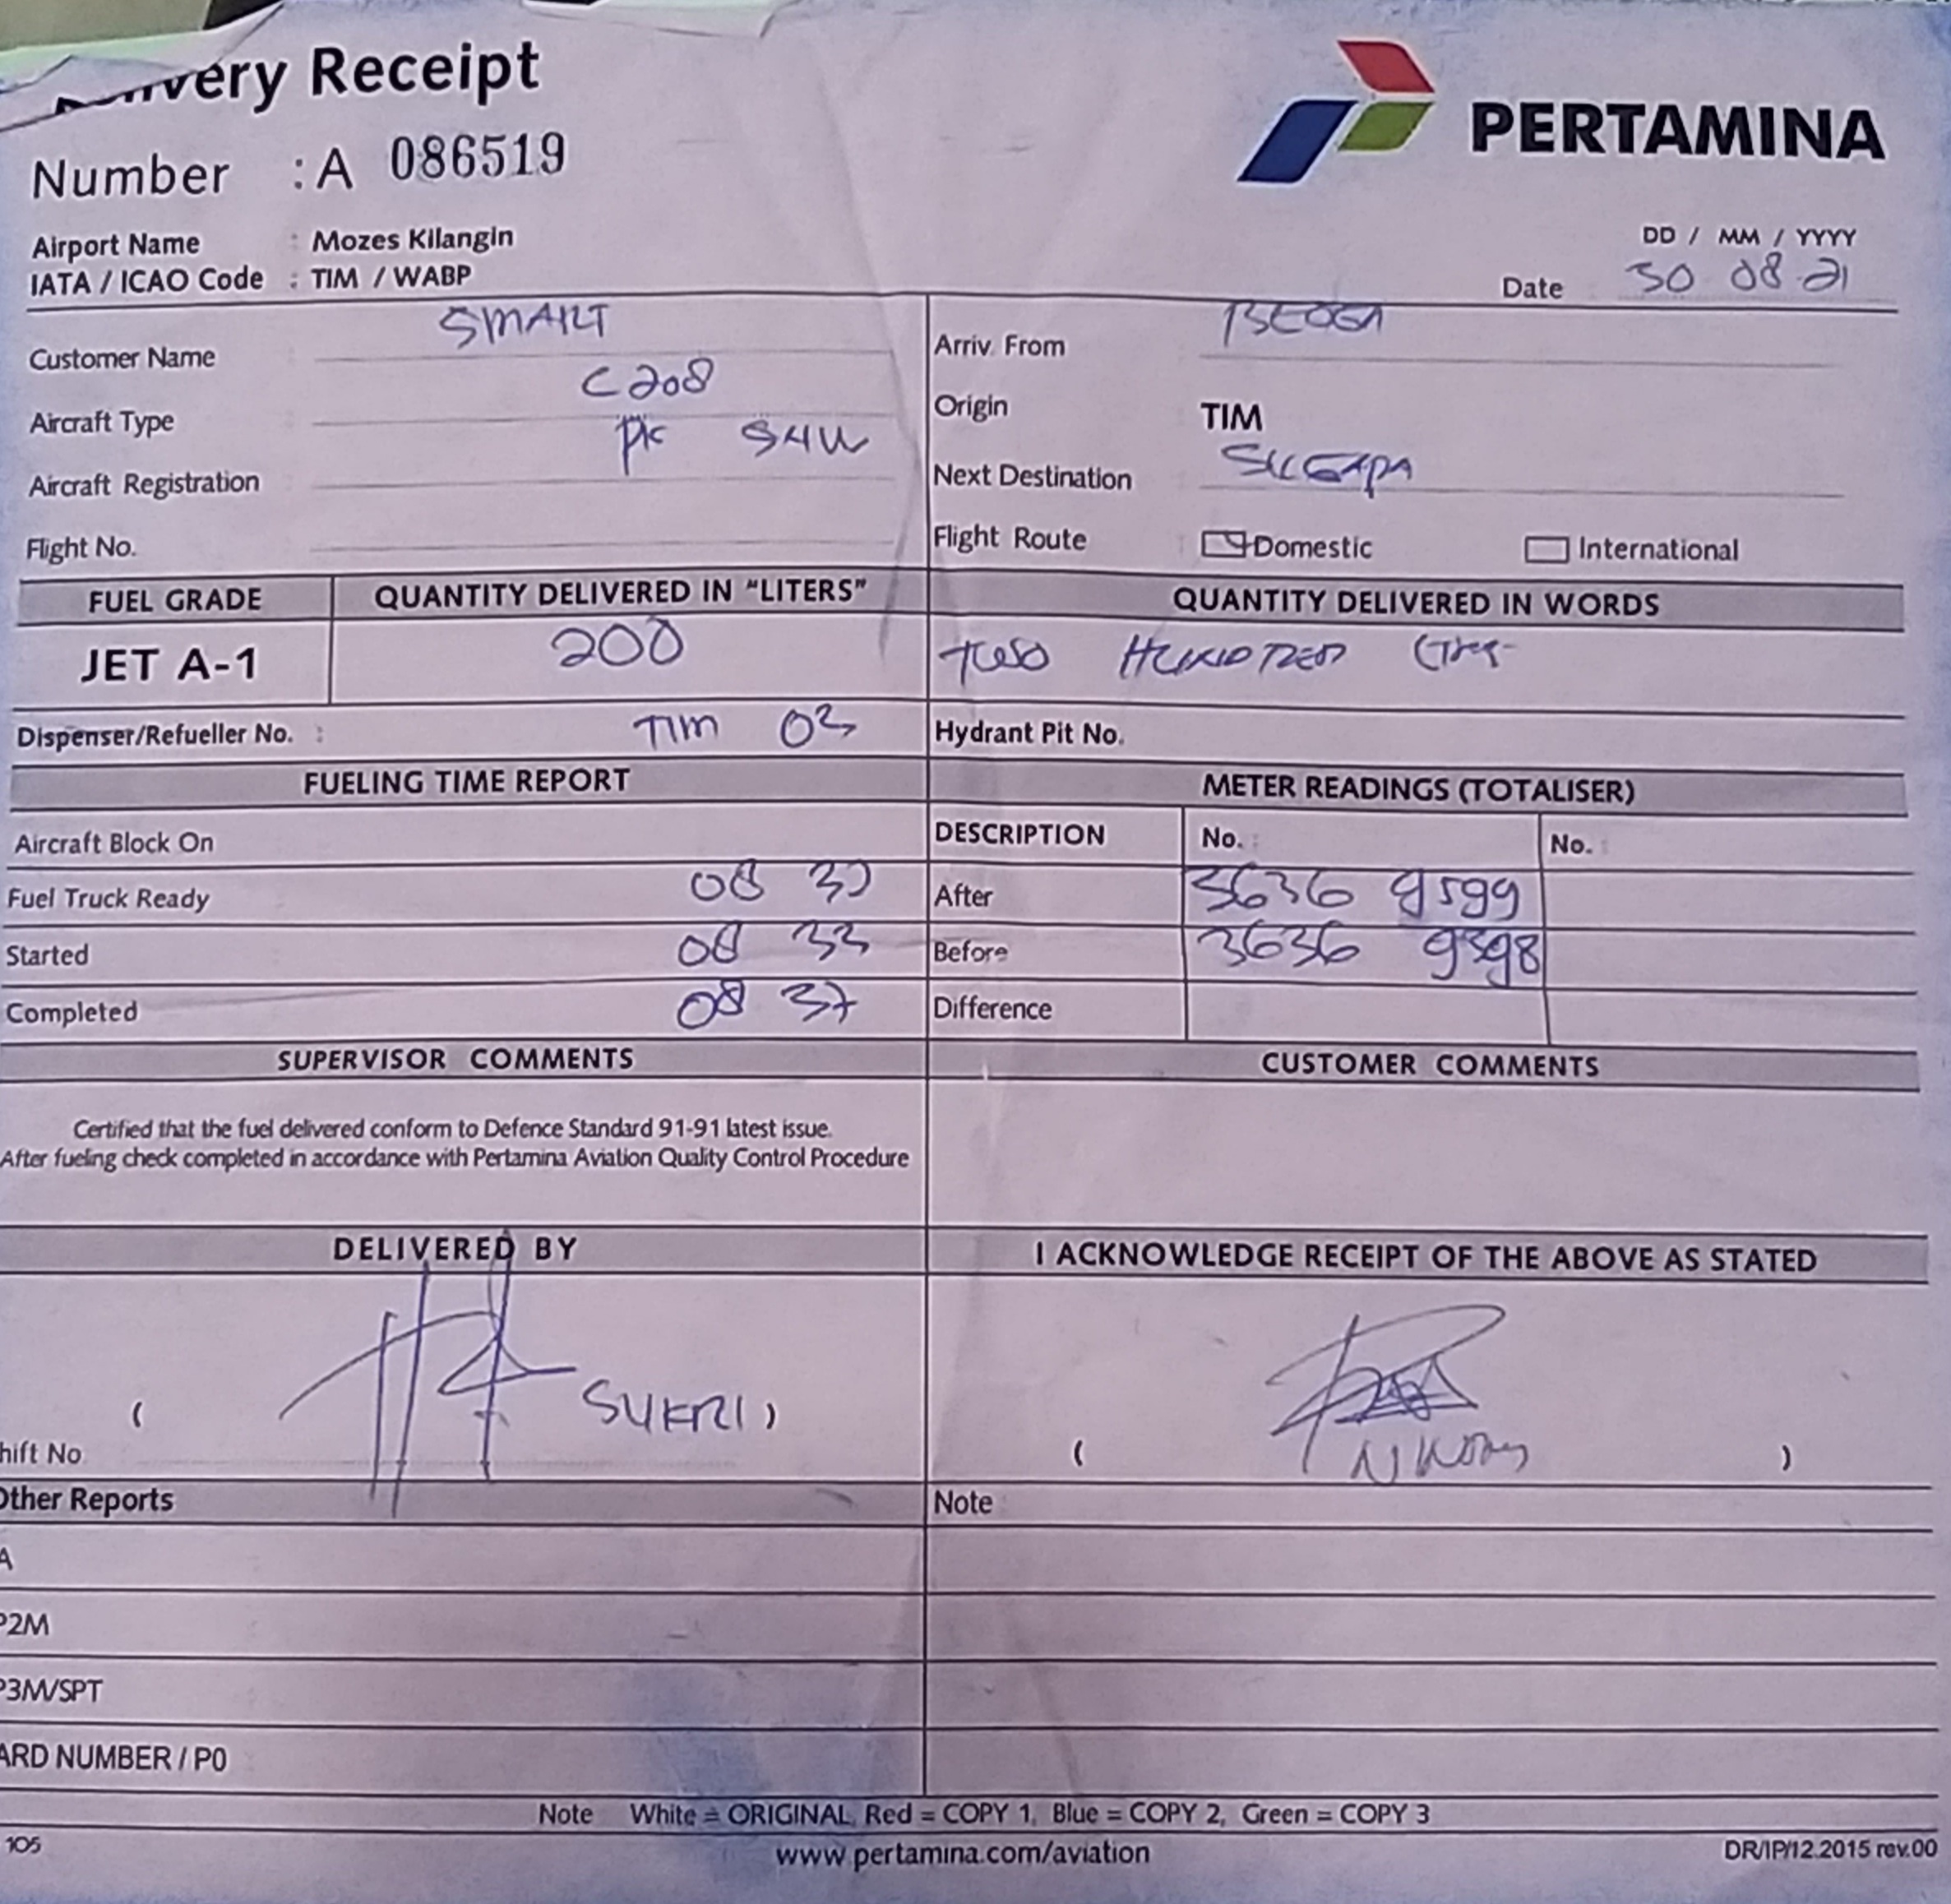 Delivery Receipt
PERTAMINA
Number : A 086519
Airport Name : Mozes Kilangin
IATA / ICAO Code : TIM / WABP
DD / MM / YYYY
Date 30 08 21
Customer Name SMART
Aircraft Type C208
Aircraft Registration PK SHW
Flight No.
Arriv. From BEOGA
Origin TIM
Next Destination SUGAPA
Flight Route Domestic International
FUEL GRADE QUANTITY DELIVERED IN "LITERS" QUANTITY DELIVERED IN WORDS
JET A-1 200 TWO HUNDRED
Dispenser/Refueller No. : TIM 02 Hydrant Pit No.
FUELING TIME REPORT METER READINGS (TOTALISER)
Aircraft Block On DESCRIPTION No. : No. :
Fuel Truck Ready 08 After 3636 9599
Started 08 33 Before 3636 9398
Completed 08 37 Difference
SUPERVISOR COMMENTS CUSTOMER COMMENTS
Certified that the fuel delivered conform to Defence Standard 91-91 latest issue.
After fueling check completed in accordance with Pertamina Aviation Quality Control Procedure
DELIVERED BY I ACKNOWLEDGE RECEIPT OF THE ABOVE AS STATED
( SUKRI )
( )
hift No
Other Reports Note
A
P2M
P3M/SPT
ARD NUMBER / P0
Note White = ORIGINAL, Red = COPY 1, Blue = COPY 2, Green = COPY 3
105 www.pertamina.com/aviation DR/IP/12.2015 rev.00